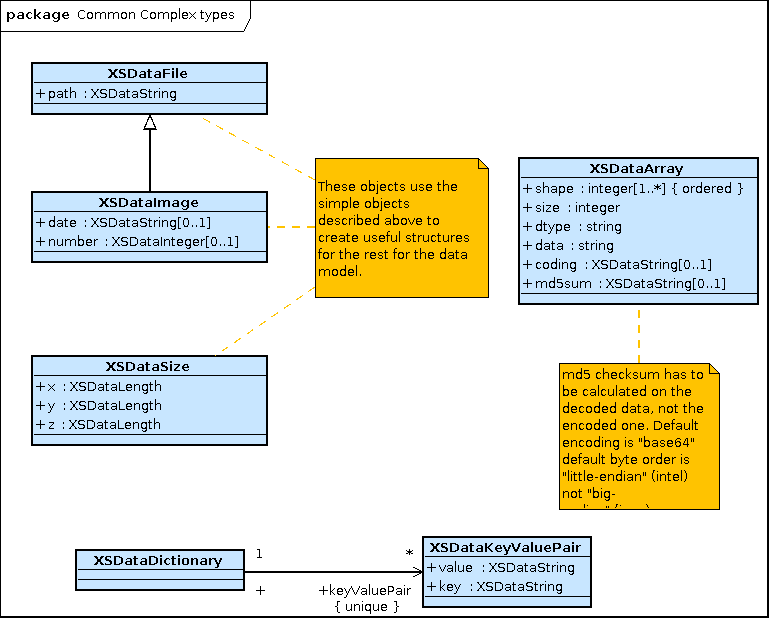 package Common Complex types
XSDataFile
+ path : XSDataString
XSDataImage
+ date : XSDataString[0..1]
+ number : XSDataInteger[0..1]
These objects use the
simple objects
described above to
create useful structures
for the rest for the data
model.
XSDataArray
+ shape : integer[1..*] { ordered }
+ size : integer
+ dtype : string
+ data : string
+ coding : XSDataString[0..1]
+ md5sum : XSDataString[0..1]
XSDataSize
+ x : XSDataLength
+ y : XSDataLength
+ z : XSDataLength
md5 checksum has to
be calculated on the
decoded data, not the
encoded one. Default
encoding is "base64"
default byte order is
"little-endian" (intel)
not "big-
XSDataDictionary
1
*
+
+keyValuePair
{ unique }
XSDataKeyValuePair
+ value : XSDataString
+ key : XSDataString